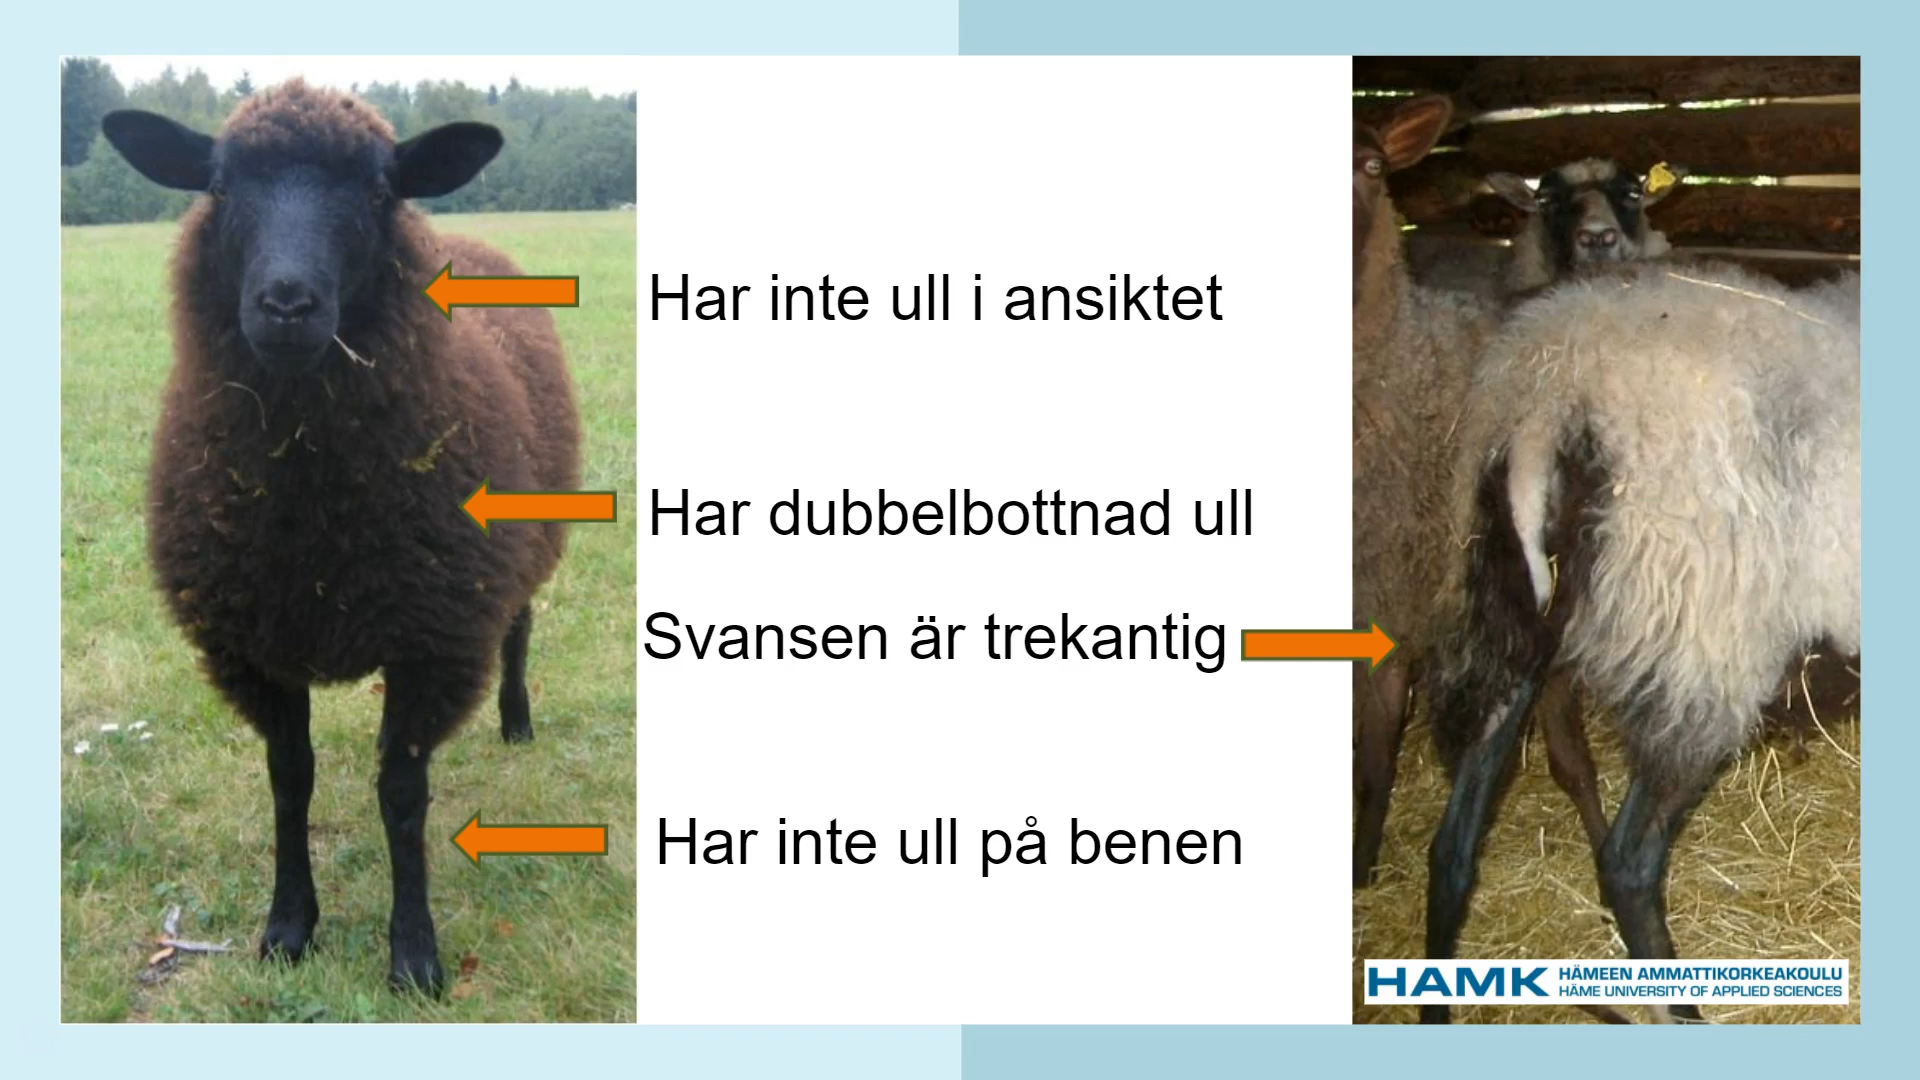 Har inte ull i ansiktet
Har dubbelbottnad ull
Svansen är trekantig
Har inte ull på benen
HAMK HÄMEEN AMMATTIKORKEAKOULU
HÄME UNIVERSITY OF APPLIED SCIENCES